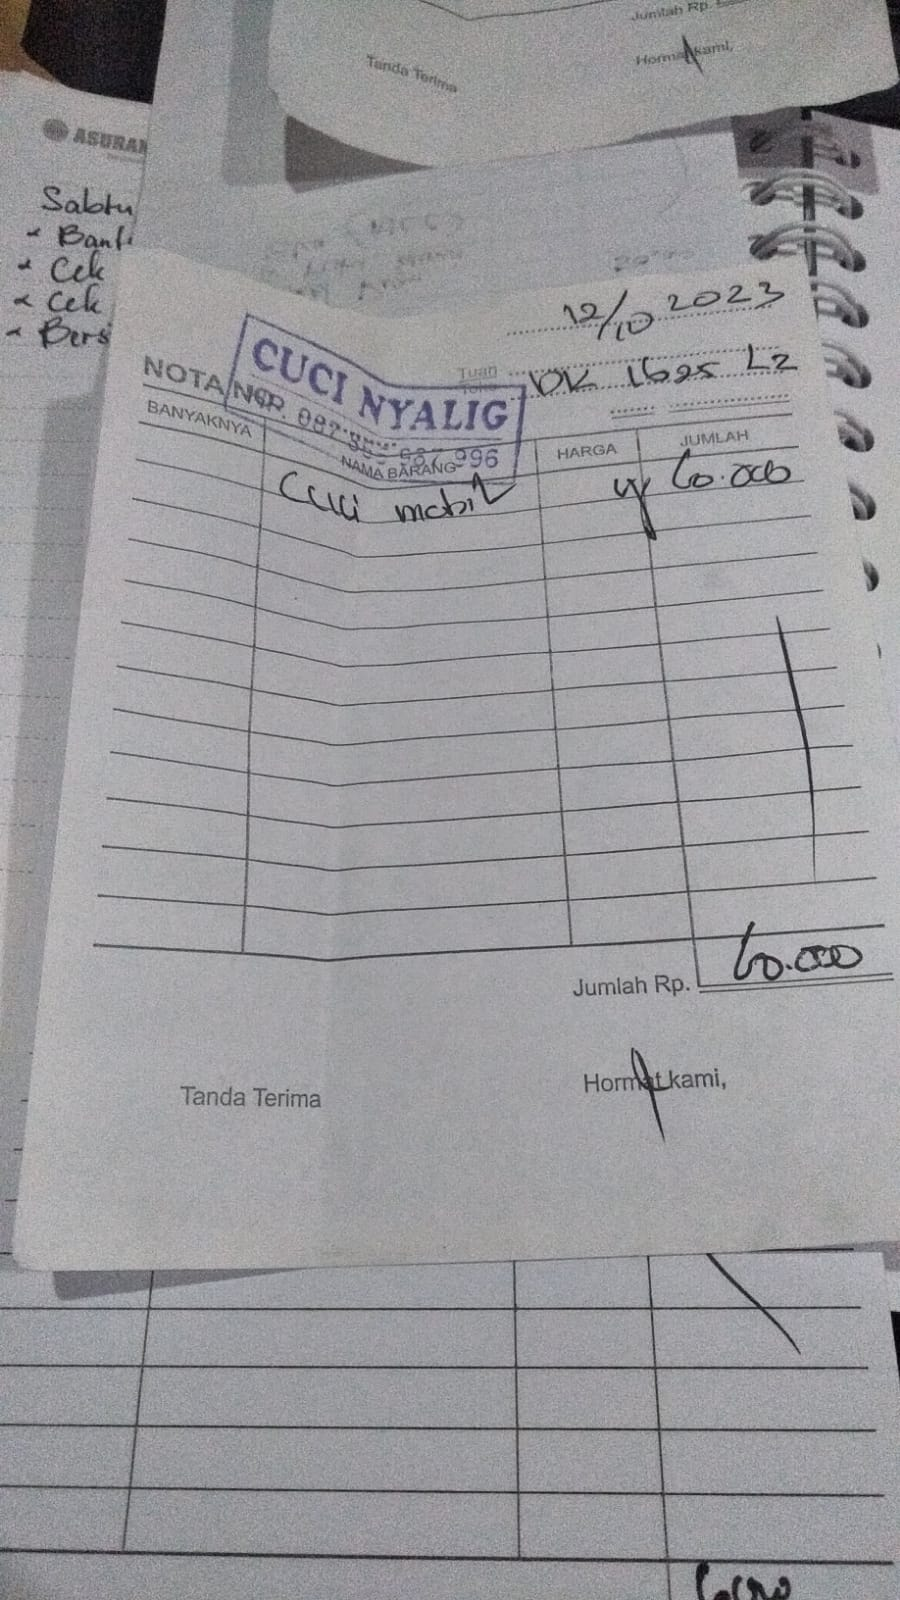 Jumlah Rp.
Tanda Terima
Hormat kami,
ASURAN
Sabtu
Cek
Cek
Bers
12/10 2023
Tuan
DK 1625 LZ
CUCI NYALIG
NOTA NO.
BANYAKNYA
NAMA BARANG
HARGA
JUMLAH
Cuci mobil
60.000
Jumlah Rp. 60.000
Tanda Terima
Hormat kami,